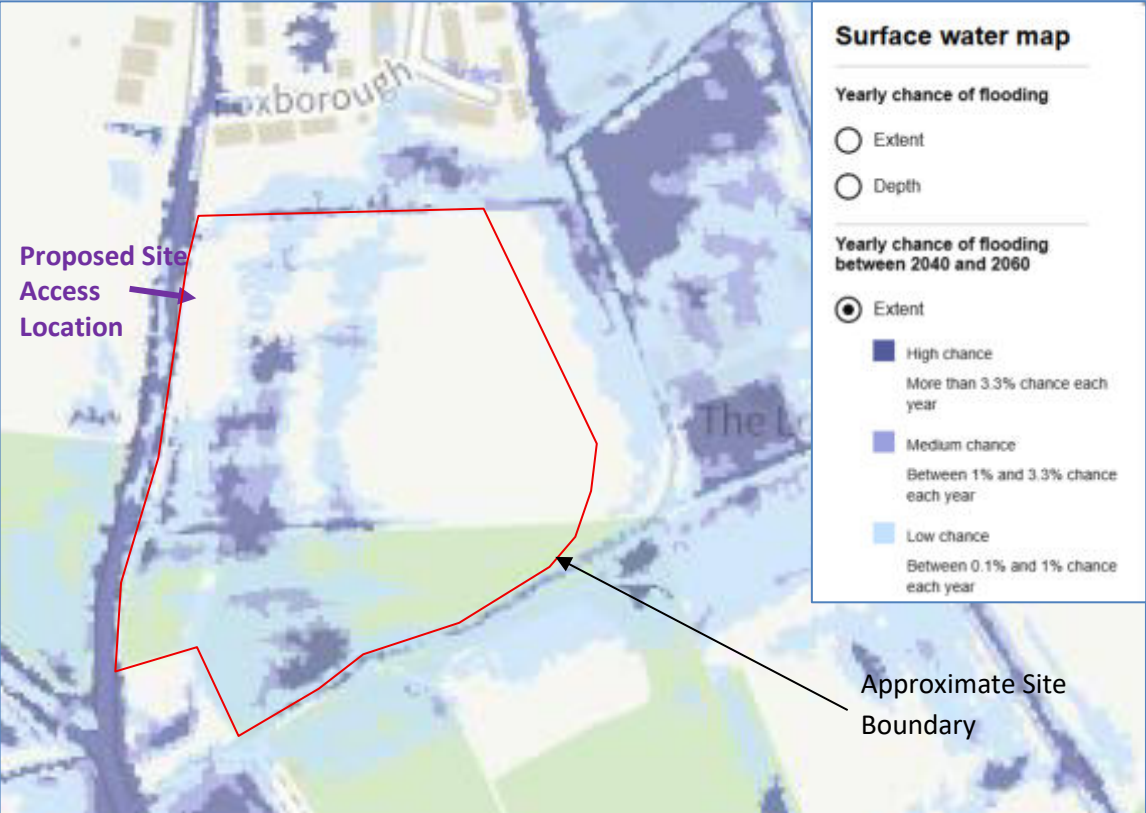 Surface water map
Yearly chance of flooding
Extent
Depth
Yearly chance of flooding
between 2040 and 2060
Extent
High chance
More than 3.3% chance each
year
Medium chance
Between 1% and 3.3% chance
each year
Low chance
Between 0.1% and 1% chance
each year
oxborough
Proposed Site
Access
Location
The L
Approximate Site
Boundary